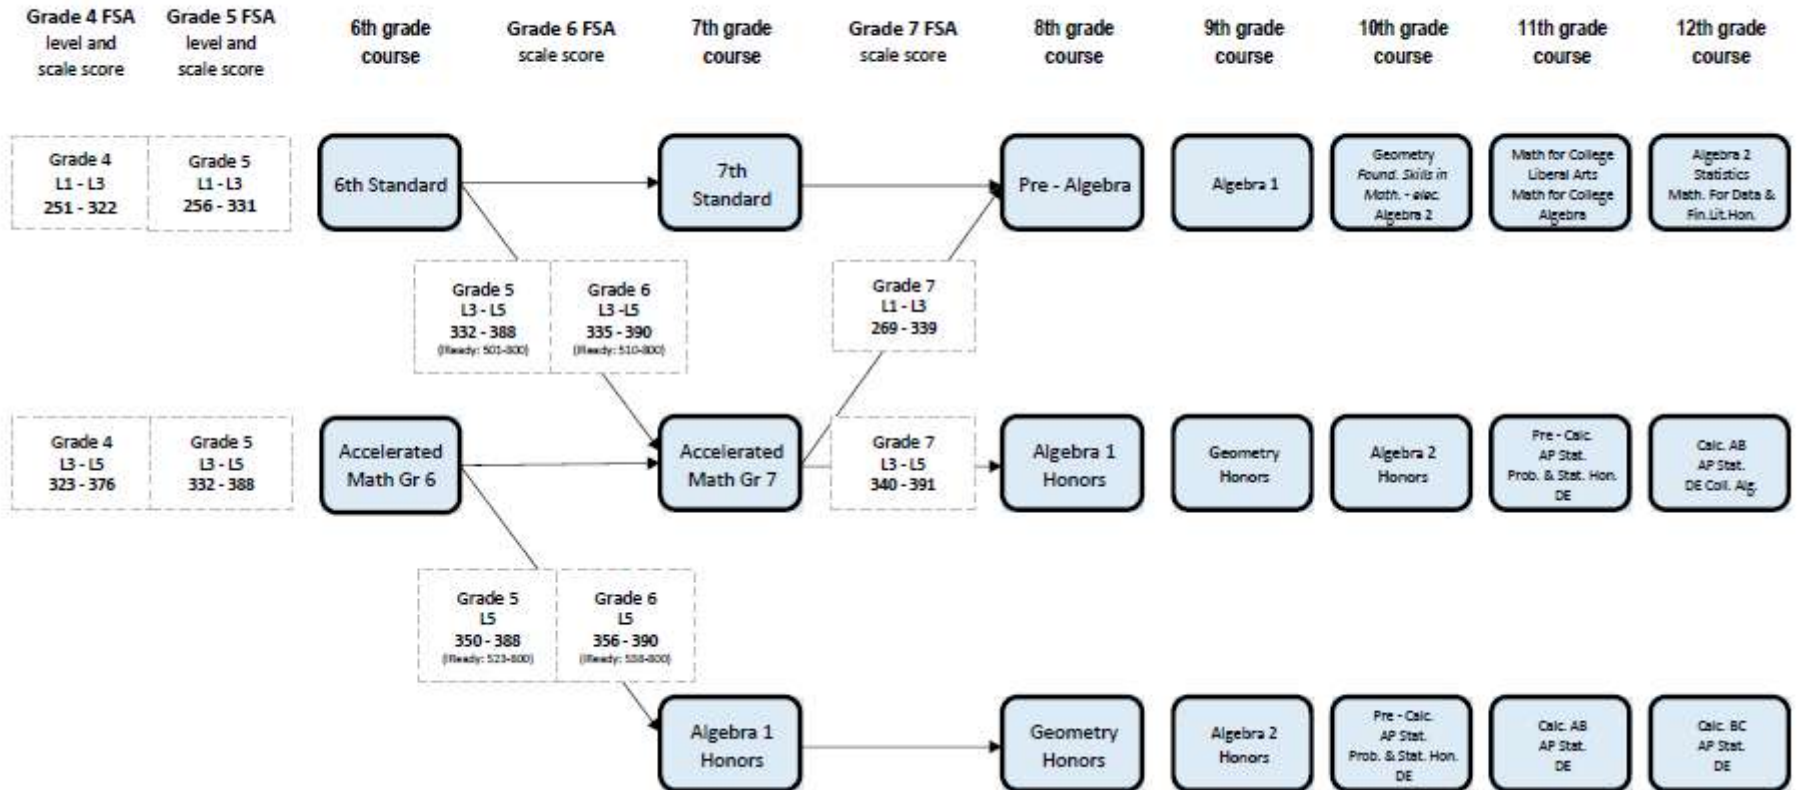 Grade 4 FSA
level and
scale score
Grade 5 FSA
level and
scale score
6th grade
course
Grade 6 FSA
scale score
7th grade
course
Grade 7 FSA
scale score
8th grade
course
9th grade
course
10th grade
course
11th grade
course
12th grade
course
Grade 4
L1 - L3
251 - 322
Grade 5
L1 - L3
256 - 331
6th Standard
7th
Standard
Pre - Algebra
Algebra 1
Geometry
Found. Skills in
Math. - elec.
Algebra 2
Math for College
Liberal Arts
Math for College
Algebra
Algebra 2
Statistics
Math. For Data &
Fin.Lit.Hon.
Grade 5
L3 - L5
332 - 388
(iReady: 501-800)
Grade 6
L3 -L5
335 - 390
(iReady: 510-800)
Grade 7
L1 - L3
269 - 339
Grade 4
L3 - L5
323 - 376
Grade 5
L3 - L5
332 - 388
Accelerated
Math Gr 6
Accelerated
Math Gr 7
Grade 7
L3 - L5
340 - 391
Algebra 1
Honors
Geometry
Honors
Algebra 2
Honors
Pre - Calc.
AP Stat.
Prob. & Stat. Hon.
DE
Calc. AB
AP Stat.
DE Coll. Alg.
Grade 5
L5
350 - 388
(iReady: 523-800)
Grade 6
L5
356 - 390
(iReady:
Algebra 1
Honors
Geometry
Honors
Algebra 2
Honors
Pre - Calc.
AP Stat.
Prob. & Stat. Hon.
DE
Calc. AB
AP Stat.
DE
Calc. BC
AP Stat.
DE